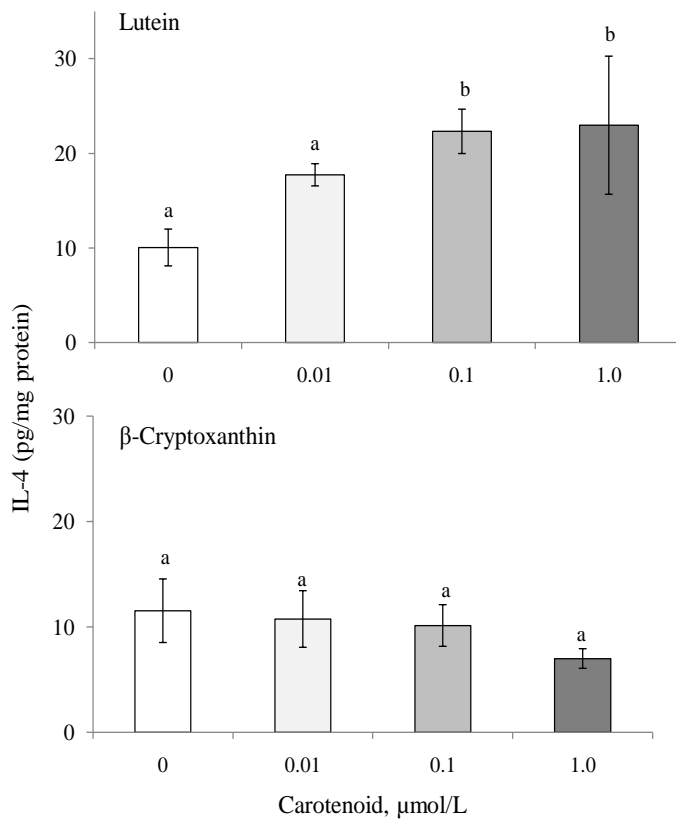 Lutein
30
20
10
0
a
a
b
b
0 0.01 0.1 1.0
IL-4 (pg/mg protein)
β-Cryptoxanthin
30
20
10
0
a
a
a
a
0 0.01 0.1 1.0
Carotenoid, µmol/L